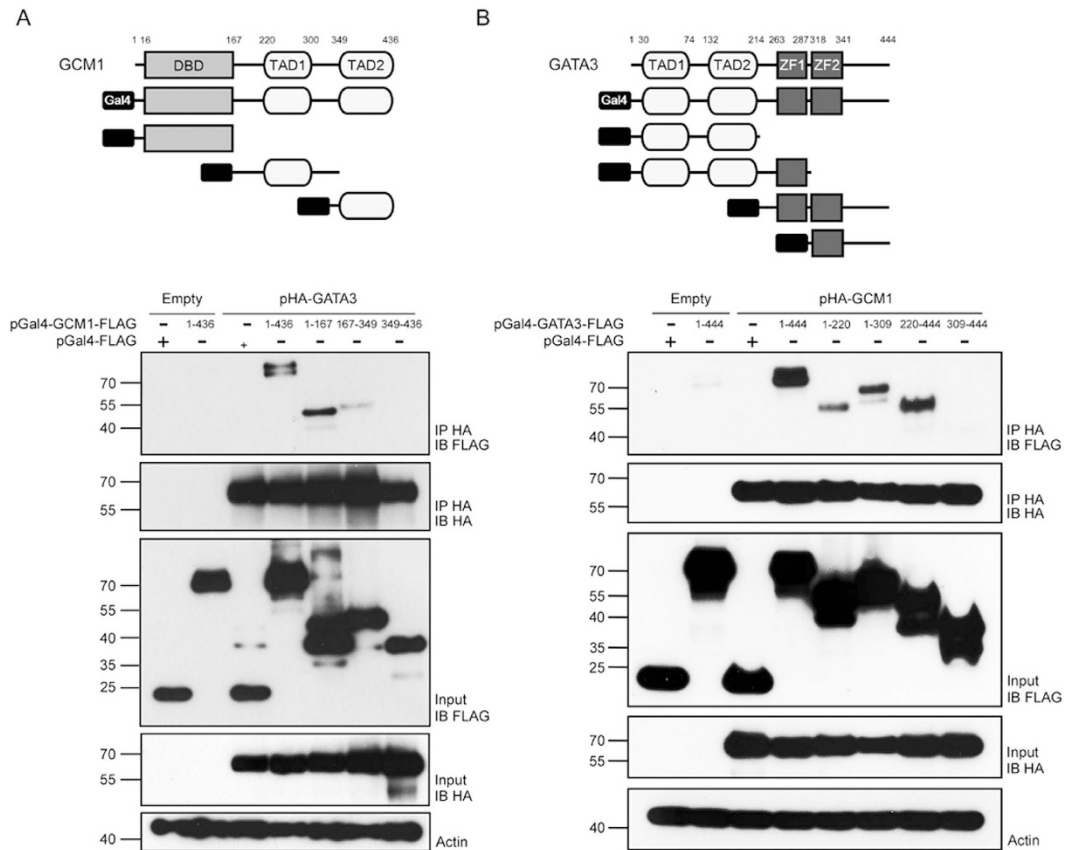 A
1 16 167 220 300 349 436
GCM1 DBD TAD1 TAD2
Gal4
Empty pHA-GATA3
pGal4-GCM1-FLAG - 1-436 - 1-436 1-167 167-349 349-436
pGal4-FLAG + - + - - - -
70
55
40
IP HA
IB FLAG
70
55
IP HA
IB HA
70
55
40
35
25
Input
IB FLAG
70
55
Input
IB HA
40
Actin
B
1 30 74 132 214 263 287 318 341 444
GATA3 TAD1 TAD2 ZF1 ZF2
Gal4
Empty pHA-GCM1
pGal4-GATA3-FLAG - 1-444 - 1-444 1-220 1-309 220-444 309-444
pGal4-FLAG + - + - - - - -
70
55
40
IP HA
IB FLAG
70
55
IP HA
IB HA
70
55
40
35
25
Input
IB FLAG
70
55
Input
IB HA
40
Actin